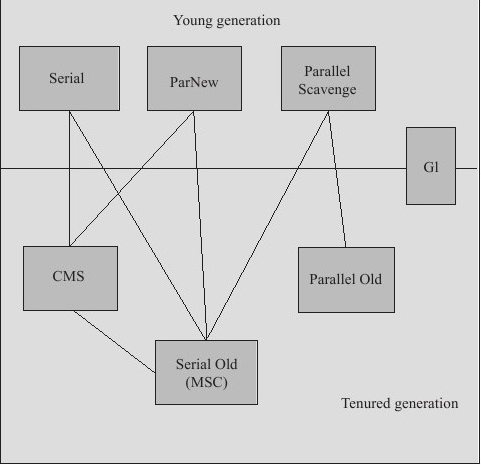 Young generation
Serial
ParNew
Parallel
Scavenge
Gl
CMS
Parallel Old
Serial Old
(MSC)
Tenured generation